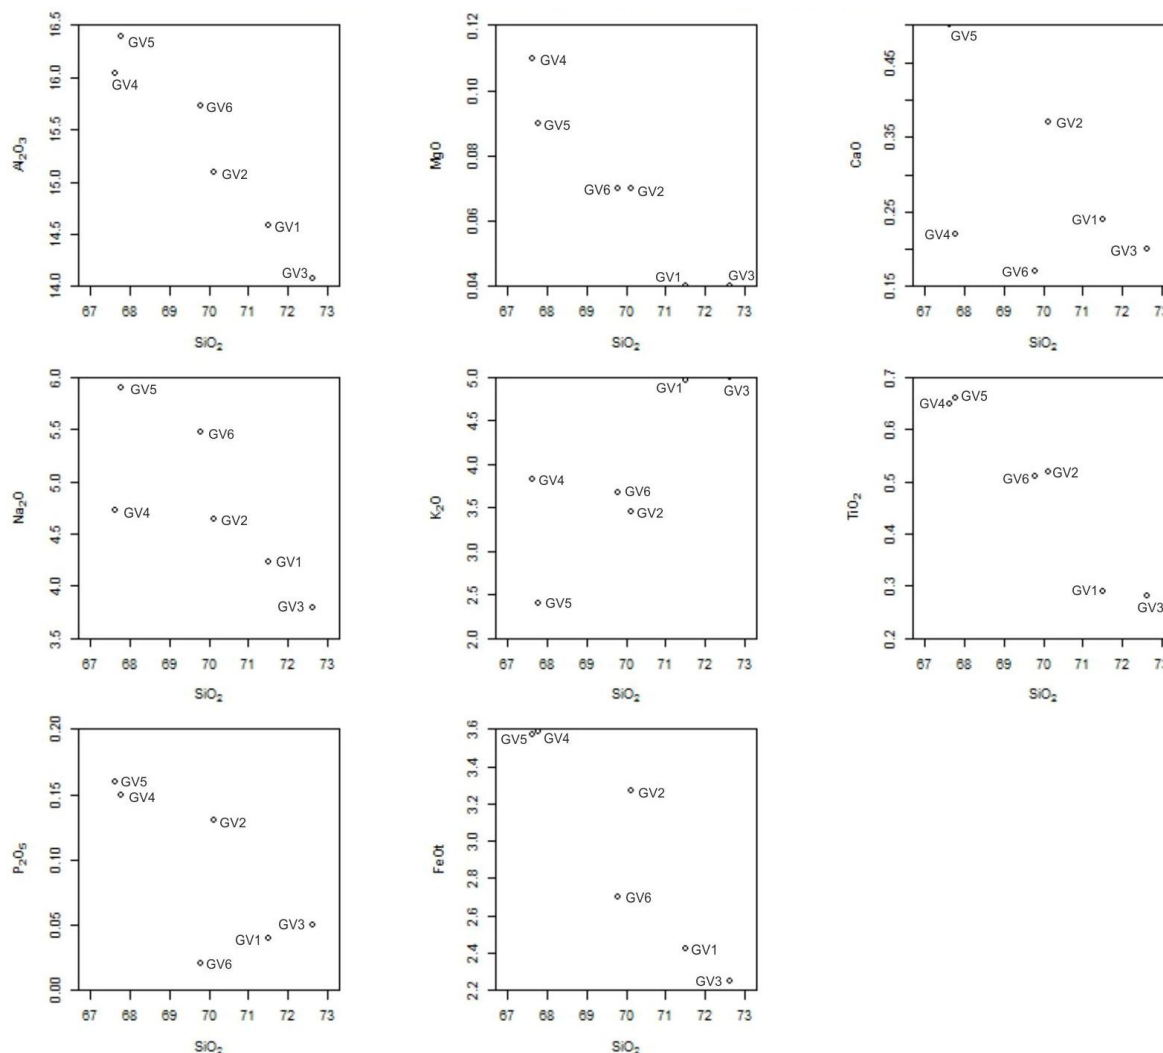 Al₂O₃
16.5
16.0
15.5
15.0
14.5
14.0
GV5
GV4
GV6
GV2
GV1
GV3
67 68 69 70 71 72 73
SiO₂
MgO
0.12
0.10
0.08
0.06
0.04
GV4
GV5
GV6 GV2
GV1 GV3
67 68 69 70 71 72 73
SiO₂
CaO
0.45
0.35
0.25
0.15
GV5
GV2
GV1
GV4
GV3
GV6
67 68 69 70 71 72 73
SiO₂
Na₂O
6.0
5.5
5.0
4.5
4.0
3.5
GV5
GV6
GV4
GV2
GV1
GV3
67 68 69 70 71 72 73
SiO₂
K₂O
5.0
4.5
4.0
3.5
3.0
2.5
2.0
GV1 GV3
GV4
GV6
GV2
GV5
67 68 69 70 71 72 73
SiO₂
TiO₂
0.7
0.6
0.5
0.4
0.3
0.2
GV5
GV4
GV2
GV6
GV1
GV3
67 68 69 70 71 72 73
SiO₂
P₂O₅
0.20
0.15
0.10
0.05
0.00
GV5
GV4
GV2
GV3
GV1
GV6
67 68 69 70 71 72 73
SiO₂
FeOt
3.6
3.4
3.2
3.0
2.8
2.6
2.4
2.2
GV5 GV4
GV2
GV6
GV1
GV3
67 68 69 70 71 72 73
SiO₂